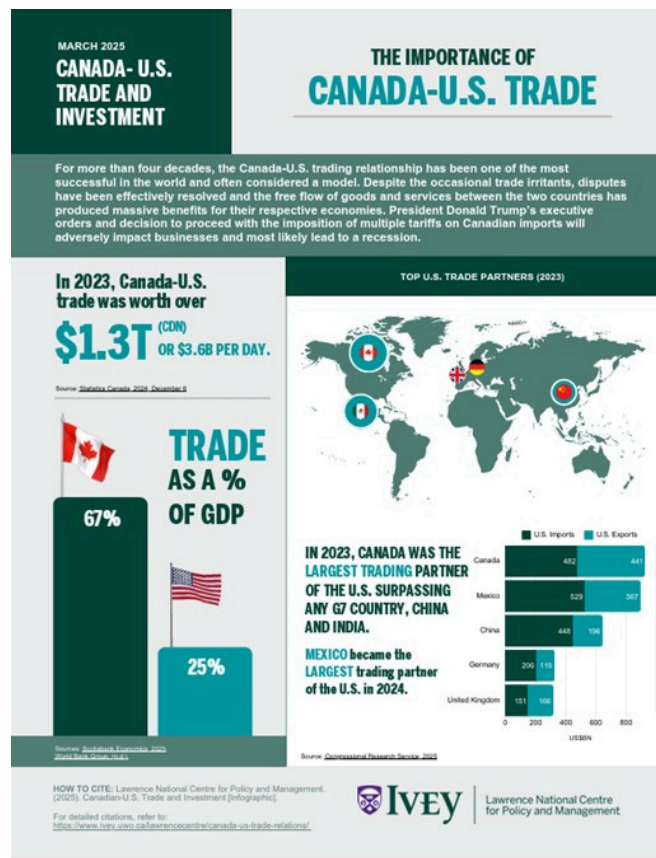 MARCH 2025
CANADA- U.S.
TRADE AND
INVESTMENT
THE IMPORTANCE OF
CANADA-U.S. TRADE
For more than four decades, the Canada-U.S. trading relationship has been one of the most
successful in the world and often considered a model. Despite the occasional trade irritants, disputes
have been effectively resolved and the free flow of goods and services between the two countries has
produced massive benefits for their respective economies. President Donald Trump's executive
orders and decision to proceed with the imposition of multiple tariffs on Canadian imports will
adversely impact businesses and most likely lead to a recession.
In 2023, Canada-U.S.
trade was worth over
$1.3T (CDN)
OR $3.6B PER DAY.
Source: Statistics Canada, 2024, December 6
TRADE
AS A %
OF GDP
67%
25%
Sources: Scotiabank Economics, 2025
World Bank Group, (n.d.).
TOP U.S. TRADE PARTNERS (2023)
IN 2023, CANADA WAS THE
LARGEST TRADING PARTNER
OF THE U.S. SURPASSING
ANY G7 COUNTRY, CHINA
AND INDIA.
MEXICO became the
LARGEST trading partner
of the U.S. in 2024.
U.S. Imports U.S. Exports
Canada 482 441
Mexico 529 367
China 448 196
Germany 206 119
United Kingdom 151 166
0 200 400 600 800
US$BN
Source: Congressional Research Service, 2025
HOW TO CITE: Lawrence National Centre for Policy and Management.
(2025). Canadian-U.S. Trade and Investment [Infographic].
For detailed citations, refer to:
https://www.ivey.uwo.ca/lawrencecentre/canada-us-trade-relations/
IVEY
Lawrence National Centre
for Policy and Management